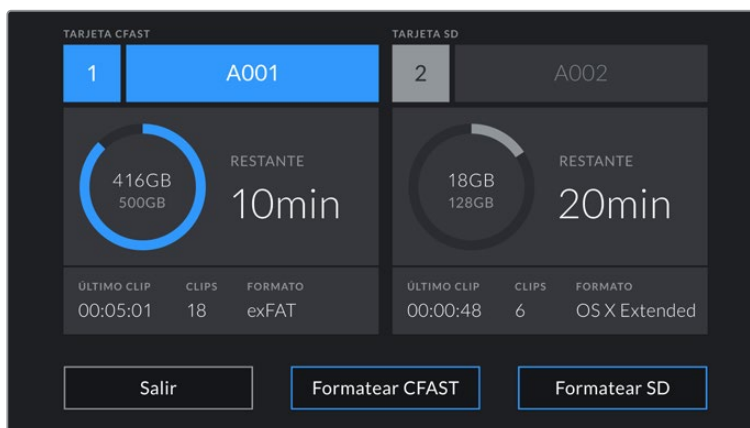 TARJETA CFAST
1
A001
416GB
500GB
RESTANTE
10min
ÚLTIMO CLIP CLIPS FORMATO
00:05:01 18 exFAT
TARJETA SD
2
A002
18GB
128GB
RESTANTE
20min
ÚLTIMO CLIP CLIPS FORMATO
00:00:48 6 OS X Extended
Salir Formatear CFAST Formatear SD